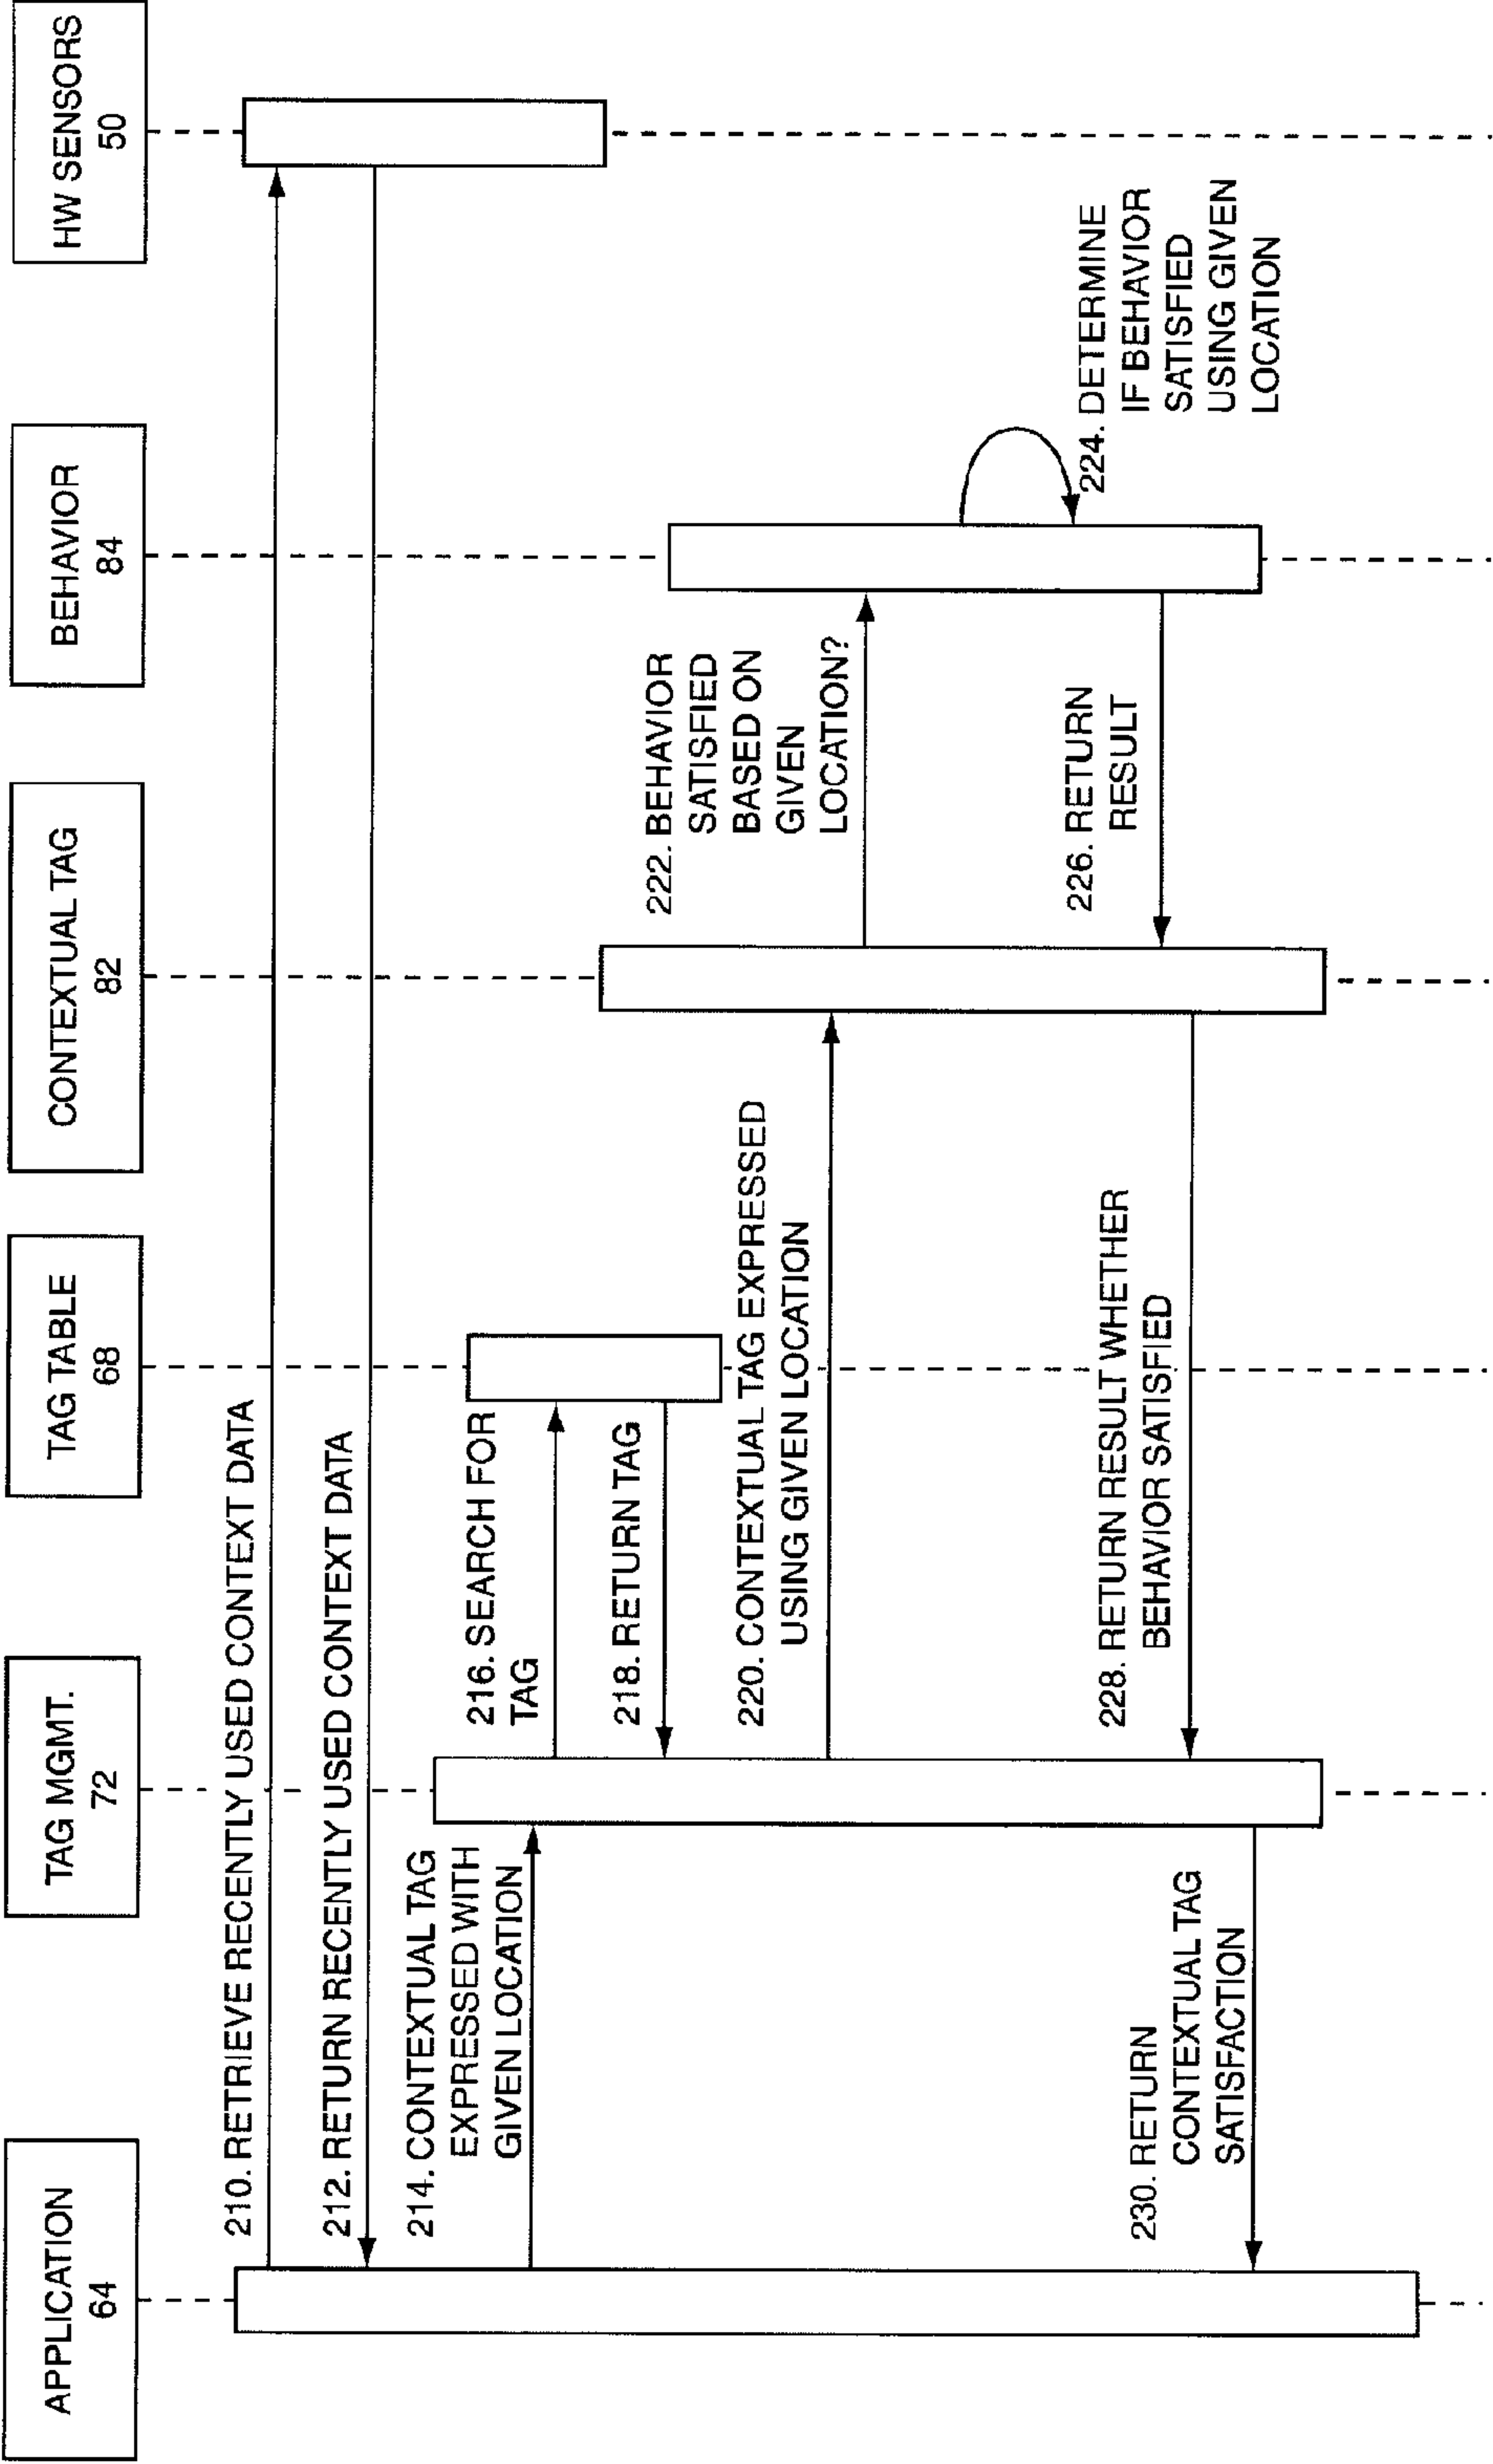 APPLICATION
64
TAG MGMT.
72
TAG TABLE
68
CONTEXTUAL TAG
82
BEHAVIOR
84
HW SENSORS
50
210. RETRIEVE RECENTLY USED CONTEXT DATA
212. RETURN RECENTLY USED CONTEXT DATA
214. CONTEXTUAL TAG
EXPRESSED WITH
GIVEN LOCATION
216. SEARCH FOR
TAG
218. RETURN TAG
220. CONTEXTUAL TAG EXPRESSED
USING GIVEN LOCATION
222. BEHAVIOR
SATISFIED
BASED ON
GIVEN
LOCATION?
224. DETERMINE
IF BEHAVIOR
SATISFIED
USING GIVEN
LOCATION
226. RETURN
RESULT
228. RETURN RESULT WHETHER
BEHAVIOR SATISFIED
230. RETURN
CONTEXTUAL TAG
SATISFACTION